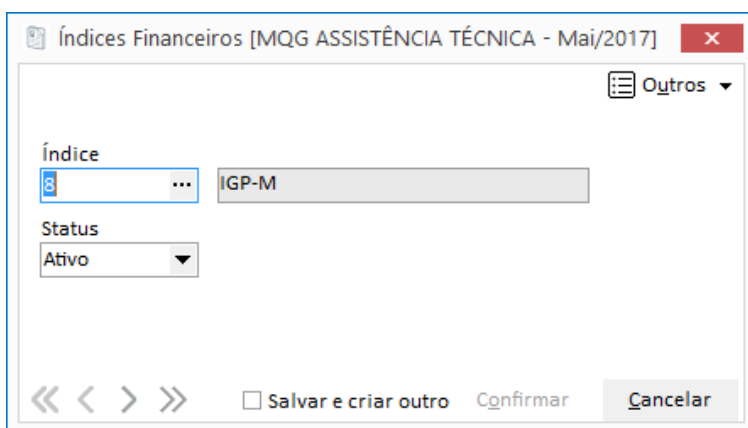 Índices Financeiros [MQG ASSISTÊNCIA TÉCNICA - Mai/2017]
Outros
Índice
8 ... IGP-M
Status
Ativo
Salvar e criar outro Confirmar Cancelar